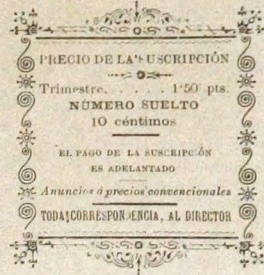 PRECIO DE LA SUSCRIPCIÓN
Trimestre. . . . . 1'50 pts.
NÚMERO SUELTO
10 céntimos
EL PAGO DE LA SUSCRIPCIÓN
ES ADELANTADO
Anuncios á precios convencionales
TODA CORRESPONDENCIA, AL DIRECTOR